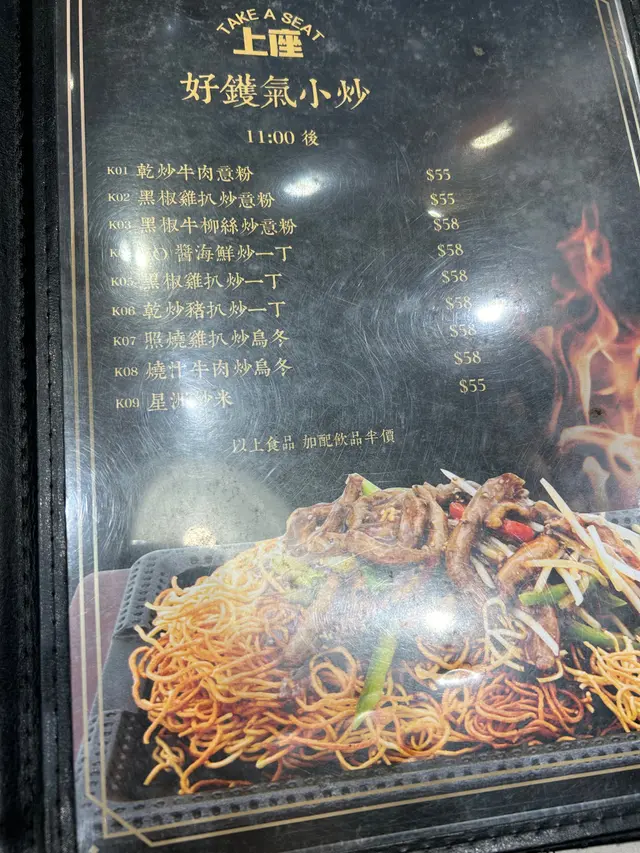 TAKE A SEAT
上座
好鑊氣小炒
11:00 後
K01 乾炒牛肉意粉 $55
K02 黑椒雞扒炒意粉 $55
K03 黑椒牛柳絲炒意粉 $58
醬海鮮炒一丁 $58
K05 黑椒雞扒炒一丁 $58
K06 乾炒豬扒炒一丁 $58
K07 照燒雞扒炒烏冬 $58
K08 燒汁牛肉炒烏冬 $58
K09 星洲炒米 $55
以上食品 加配飲品半價